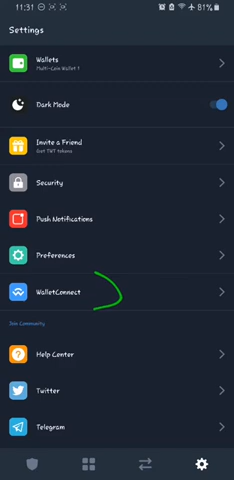 11:31
81%
Settings
Wallets
Multi-Coin Wallet 1
Dark Mode
Invite a Friend
Get TWT tokens
Security
Push Notifications
Preferences
WalletConnect
Join Community
Help Center
Twitter
Telegram